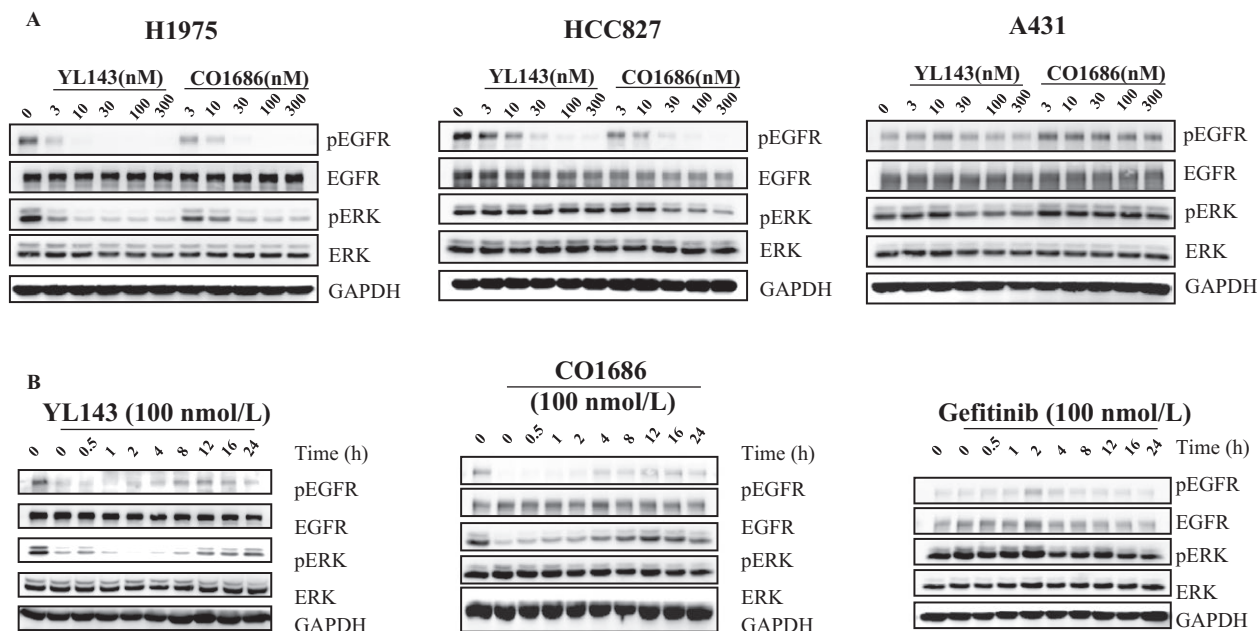 A
H1975
YL143(nM) CO1686(nM)
0 3 10 30 100 300 3 10 30 100 300
pEGFR
EGFR
pERK
ERK
GAPDH
HCC827
YL143(nM) CO1686(nM)
0 3 10 30 100 300 3 10 30 100 300
pEGFR
EGFR
pERK
ERK
GAPDH
A431
YL143(nM) CO1686(nM)
0 3 10 30 100 300 3 10 30 100 300
pEGFR
EGFR
pERK
ERK
GAPDH
B
YL143 (100 nmol/L)
0 0 0.5 1 2 4 8 12 16 24 Time (h)
pEGFR
EGFR
pERK
ERK
GAPDH
CO1686
(100 nmol/L)
0 0 0.5 1 2 4 8 12 16 24 Time (h)
pEGFR
EGFR
pERK
ERK
GAPDH
Gefitinib (100 nmol/L)
0 0 0.5 1 2 4 8 12 16 24 Time (h)
pEGFR
EGFR
pERK
ERK
GAPDH